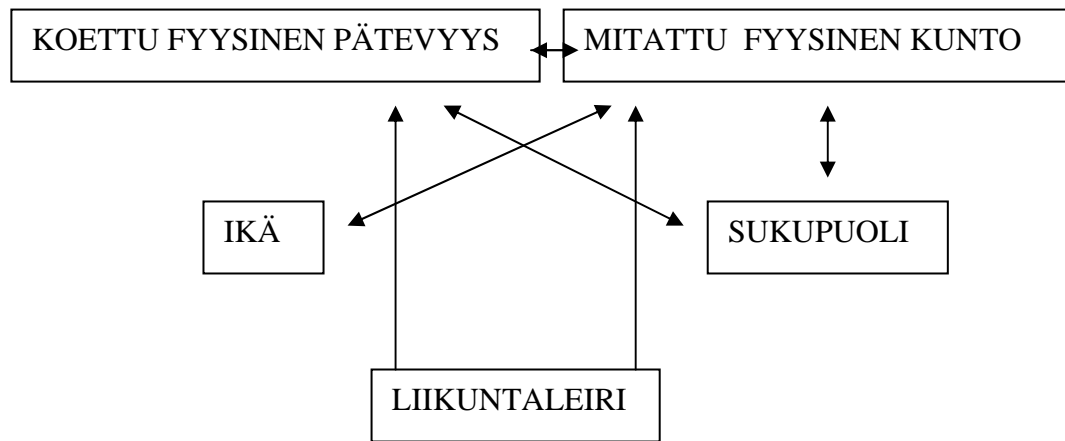 KOETTU FYYSINEN PÄTEVYYS
MITATTU FYYSINEN KUNTO
IKÄ
SUKUPUOLI
LIIKUNTALEIRI